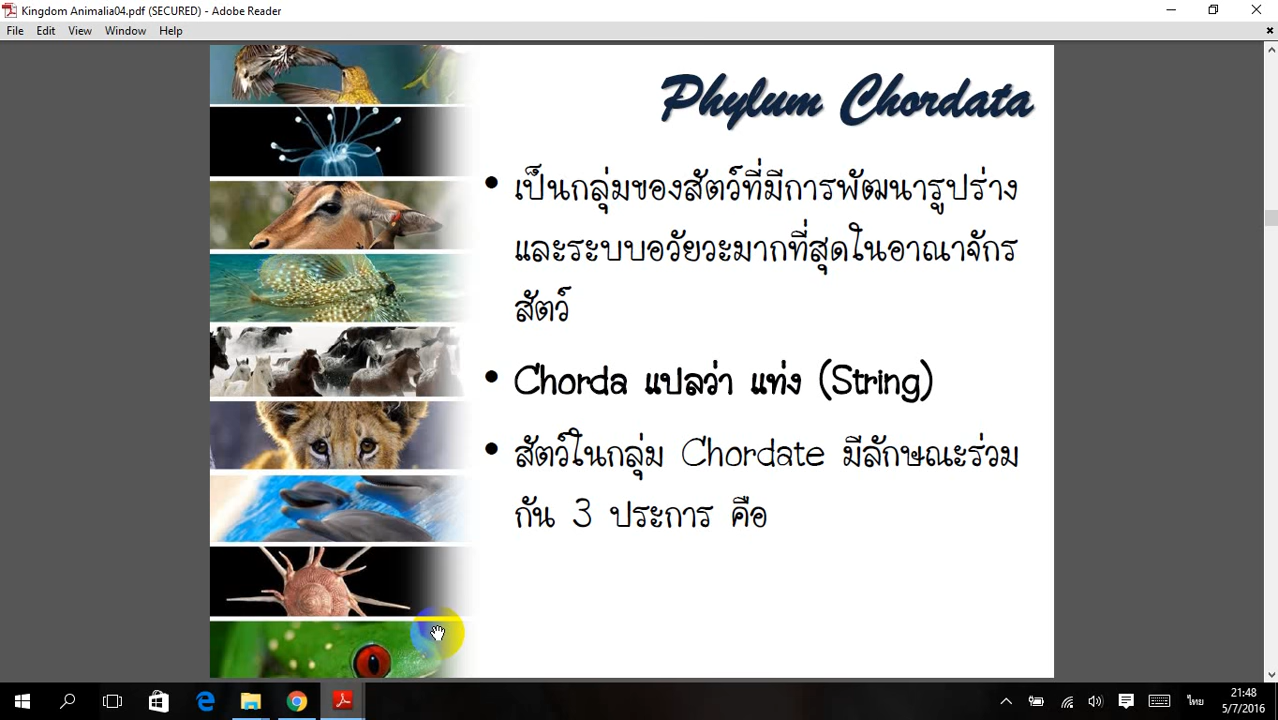 Kingdom Animalia04.pdf (SECURED) - Adobe Reader
File Edit View Window Help
Phylum Chordata
• เป็นกลุ่มของสัตว์ที่มีการพัฒนารูปร่าง
และระบบอวัยวะมากที่สุดในอาณาจักร
สัตว์
• Chorda แปลว่า แท่ง (String)
• สัตว์ในกลุ่ม Chordate มีลักษณะร่วม
กัน 3 ประการ คือ
ไทย
21:48
5/7/2016